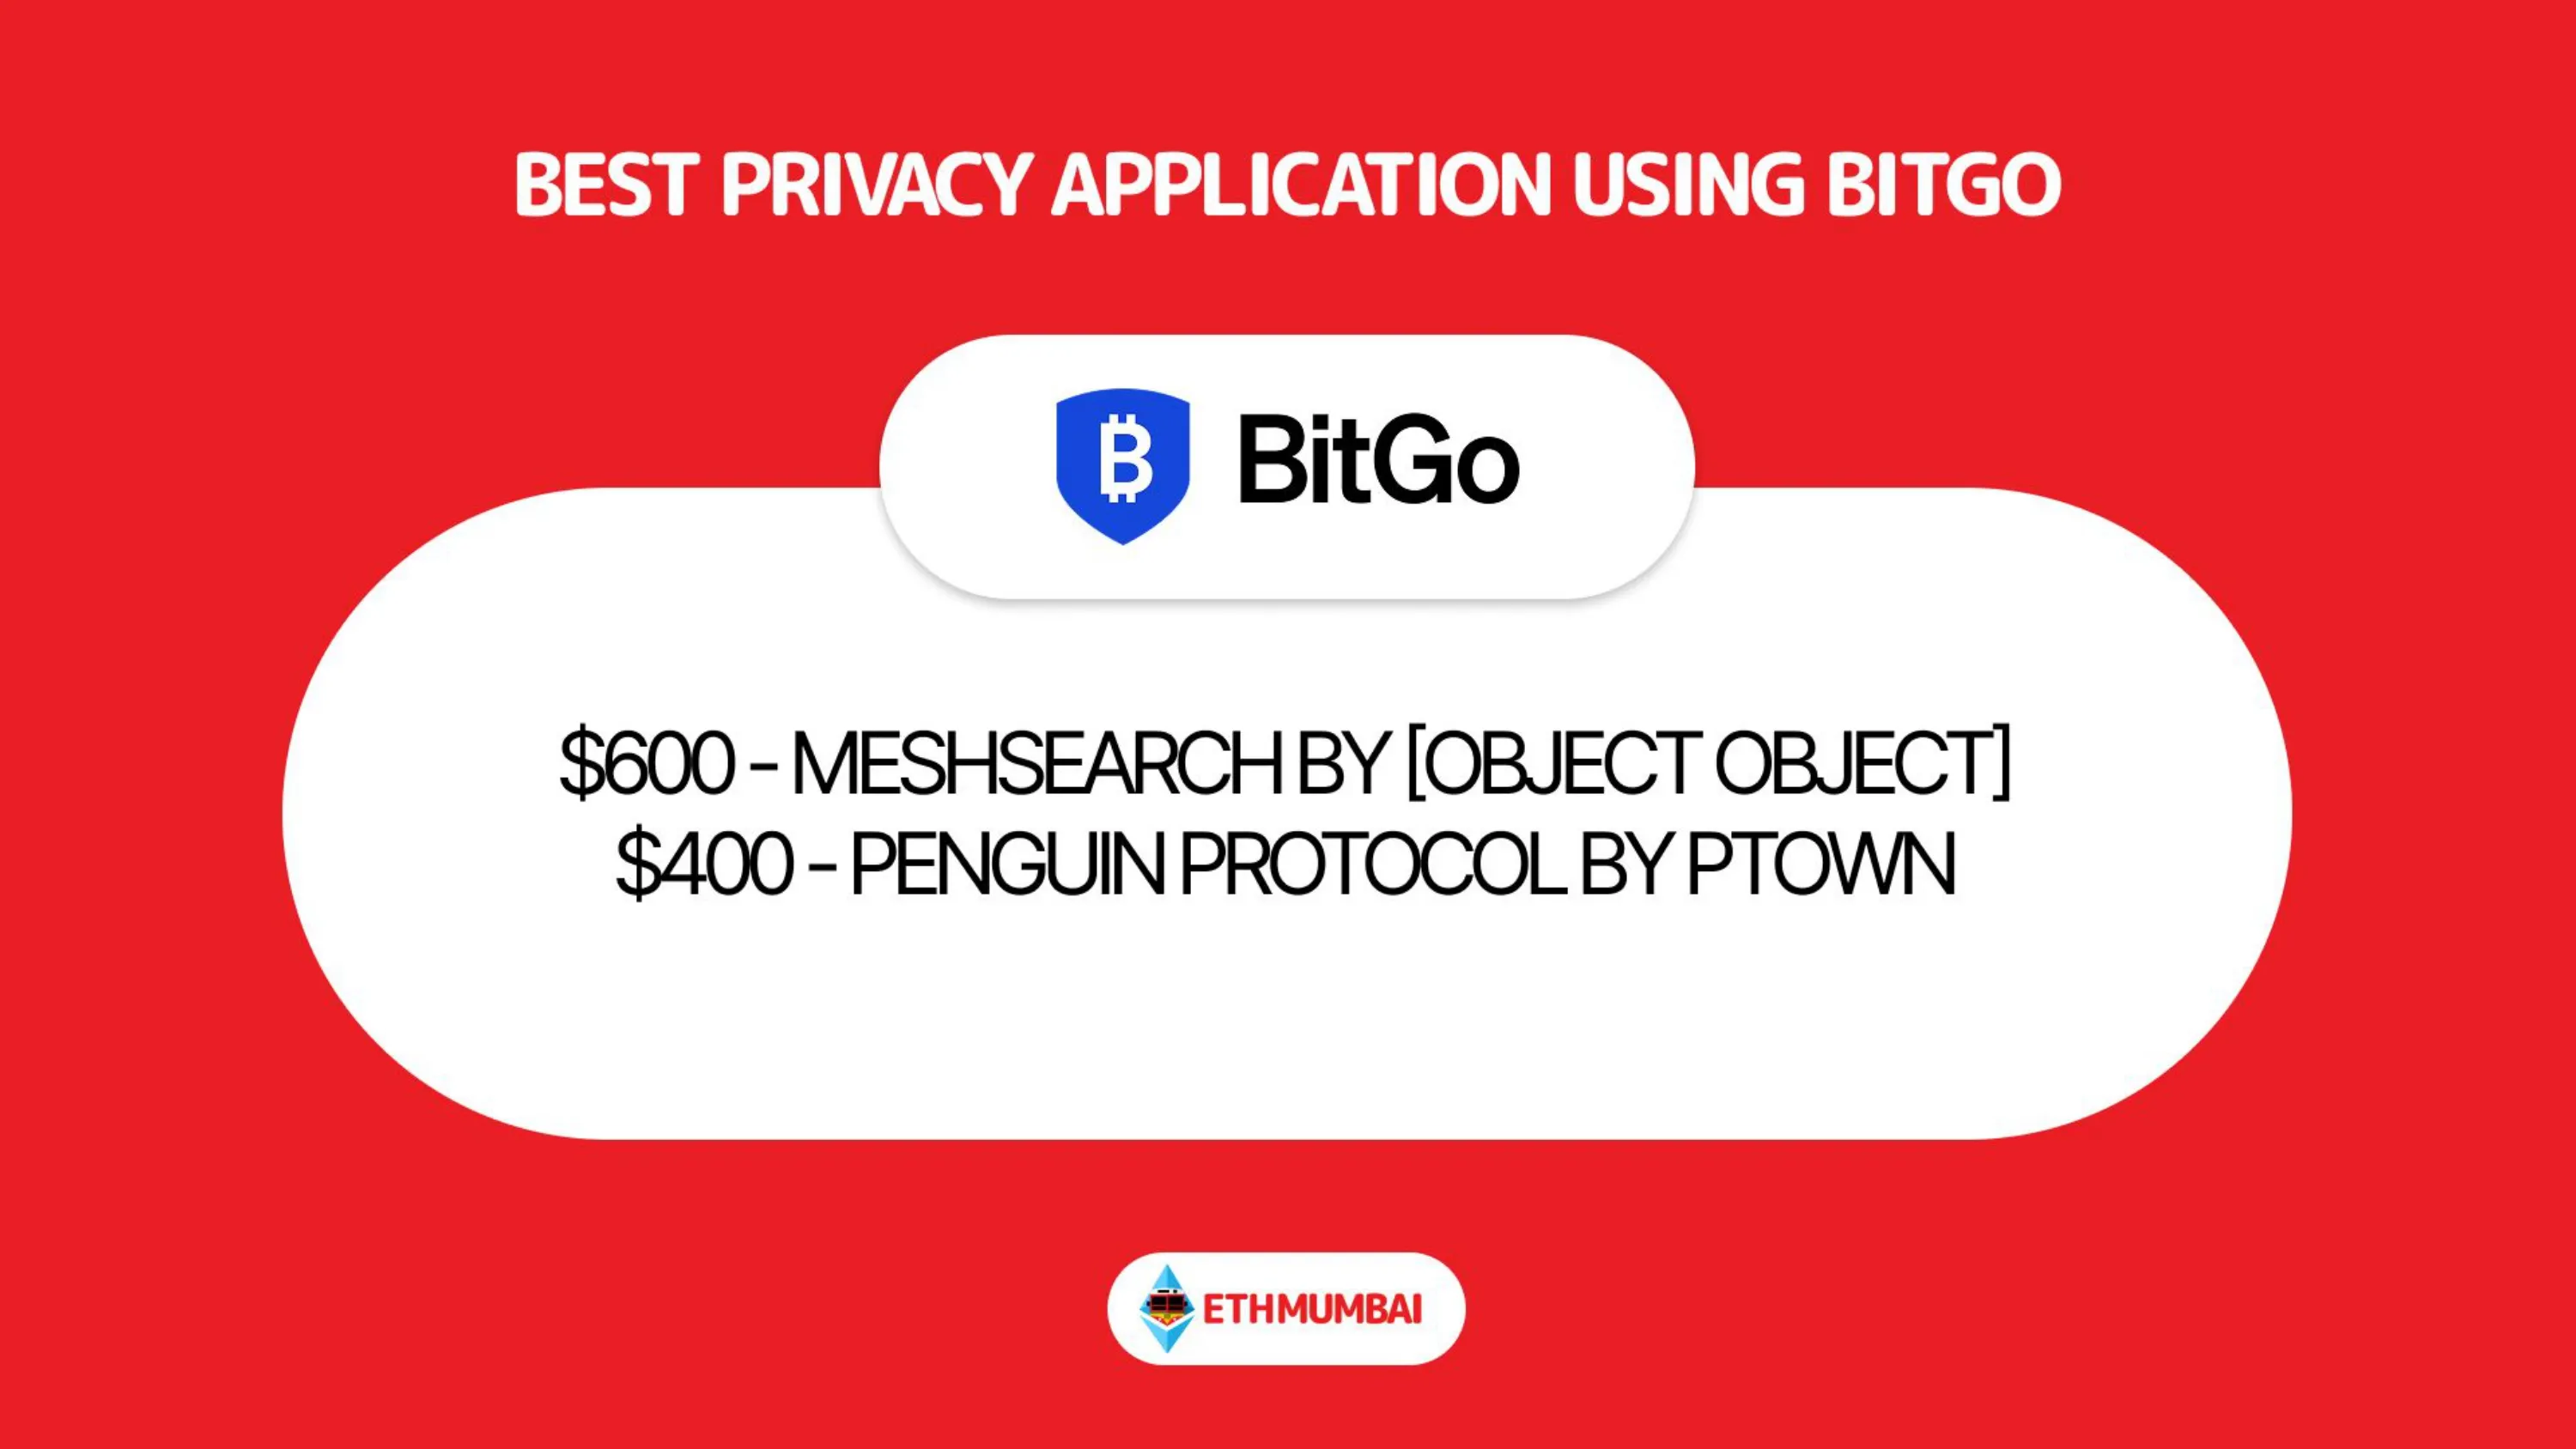 BEST PRIVACY APPLICATION USING BITGO
BitGo
$600 - MESHSEARCH BY [OBJECT OBJECT]
$400 - PENGUIN PROTOCOL BY PTOWN
ETHMUMBAI